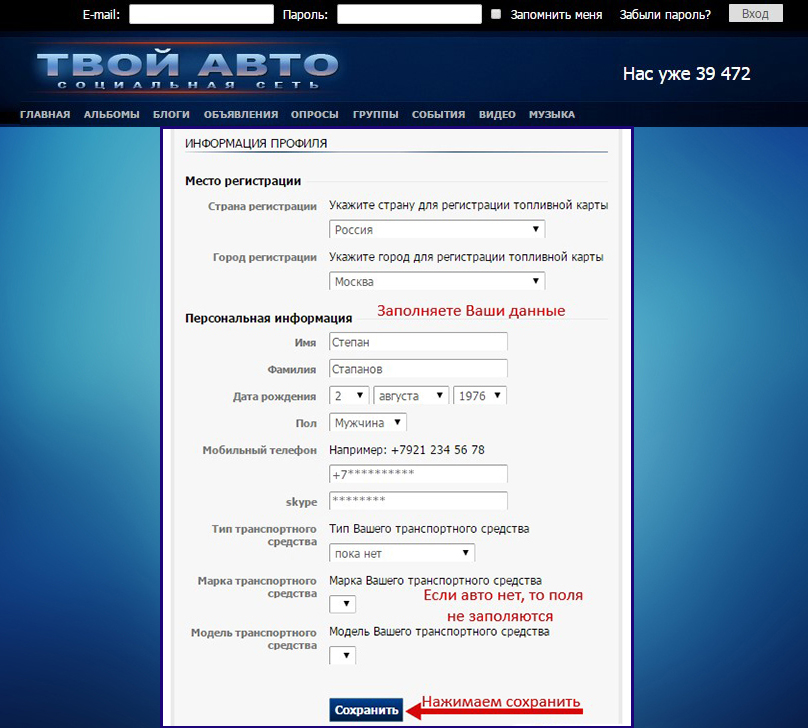 E-mail: Пароль: Запомнить меня Забыли пароль? Вход
ТВОЙ АВТО
СОЦИАЛЬНАЯ СЕТЬ
Нас уже 39 472
ГЛАВНАЯ АЛЬБОМЫ БЛОГИ ОБЪЯВЛЕНИЯ ОПРОСЫ ГРУППЫ СОБЫТИЯ ВИДЕО МУЗЫКА
ИНФОРМАЦИЯ ПРОФИЛЯ
Место регистрации
Страна регистрации Укажите страну для регистрации топливной карты
Россия
Город регистрации Укажите город для регистрации топливной карты
Москва
Заполняете Ваши данные
Персональная информация
Имя Степан
Фамилия Стапанов
Дата рождения 2 августа 1976
Пол Мужчина
Мобильный телефон Например: +7921 234 56 78
+7**********
skype ********
Тип транспортного Тип Вашего транспортного средства
средства
пока нет
Марка транспортного Марка Вашего транспортного средства
средства
Если авто нет, то поля
не заполяются
Модель транспортного Модель Вашего транспортного средства
средства
Сохранить Нажимаем сохранить